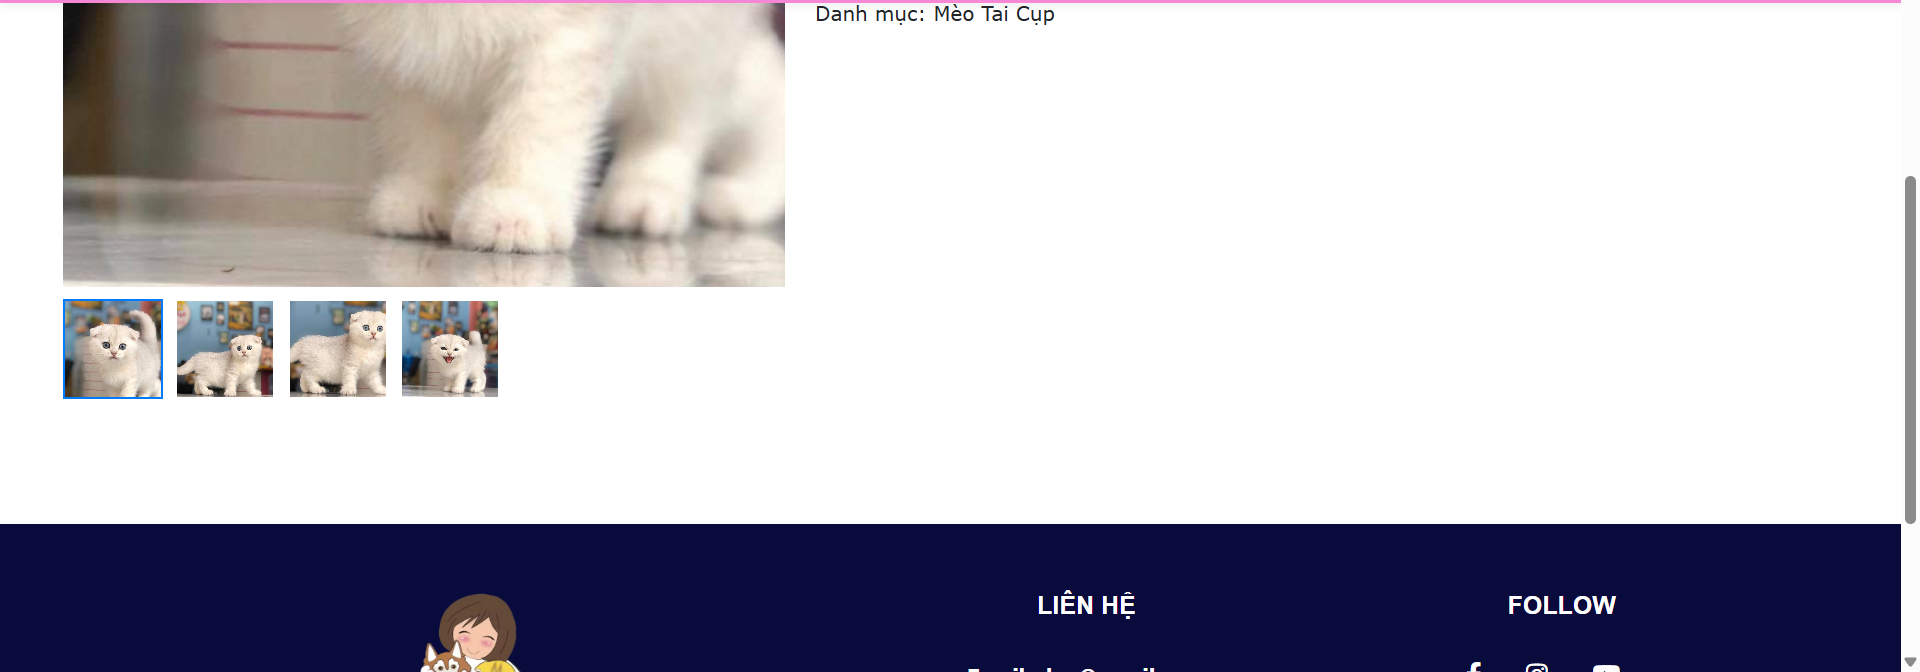 Danh mục: Mèo Tai Cụp
LIÊN HỆ
FOLLOW